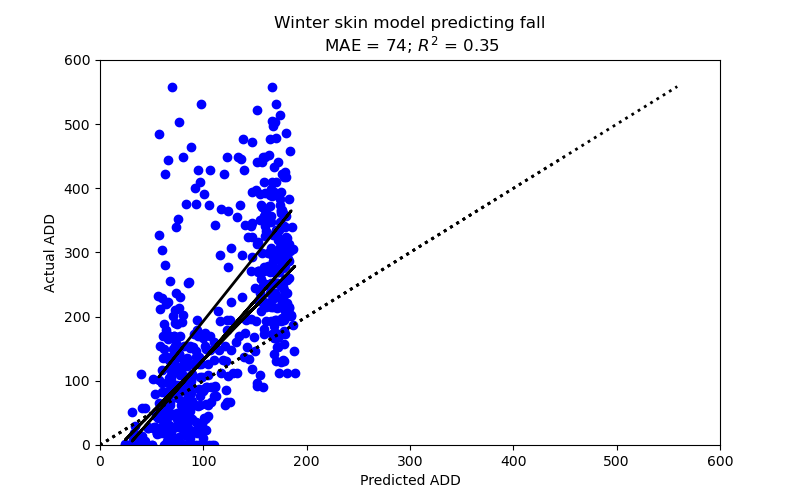 Winter skin model predicting fall
MAE = 74; R² = 0.35
600
500
400
300
200
100
0
Actual ADD
0 100 200 300 400 500 600
Predicted ADD